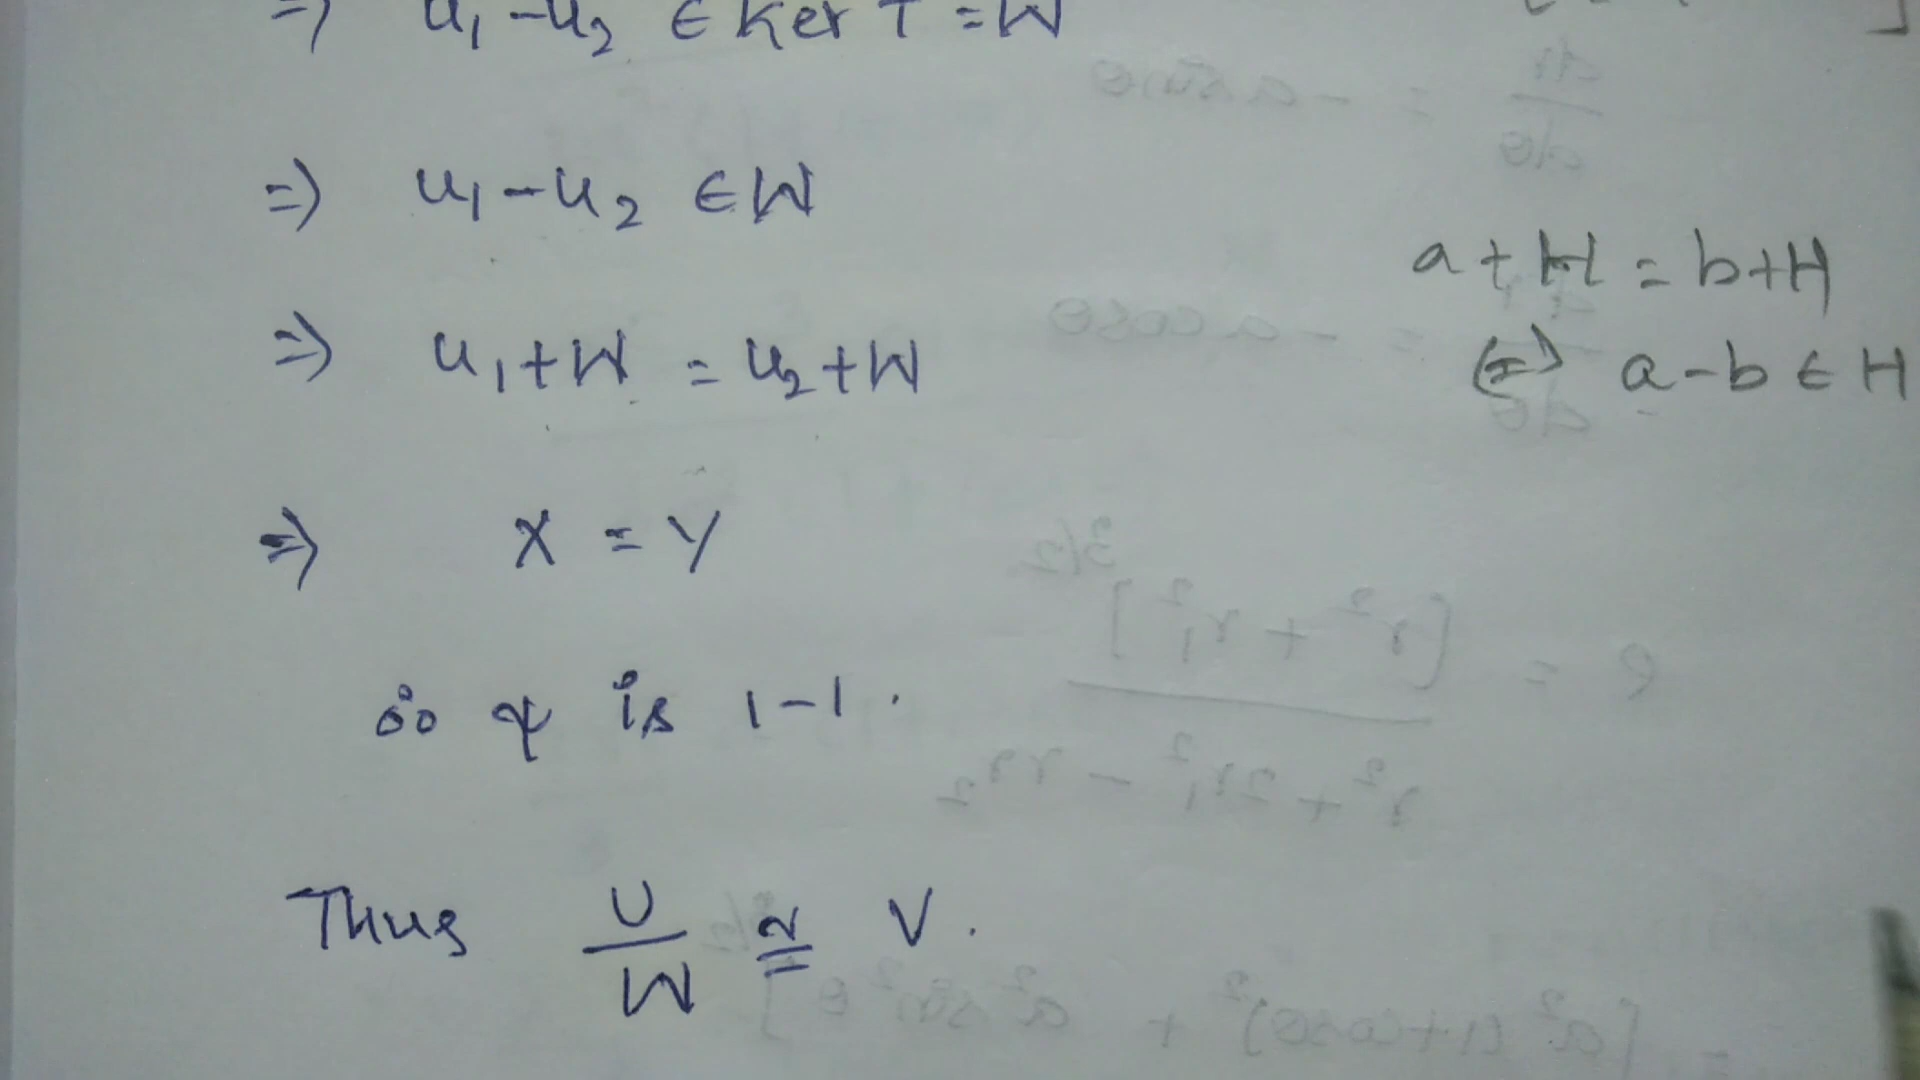 ⇒ u₁ - u₂ ∈ Ker T = W
⇒ u₁ - u₂ ∈ W
⇒ u₁ + W = u₂ + W
a + H = b + H
⇔ a - b ∈ H
⇒ X = Y
So ψ is 1-1.
Thus U/W ≅ V.